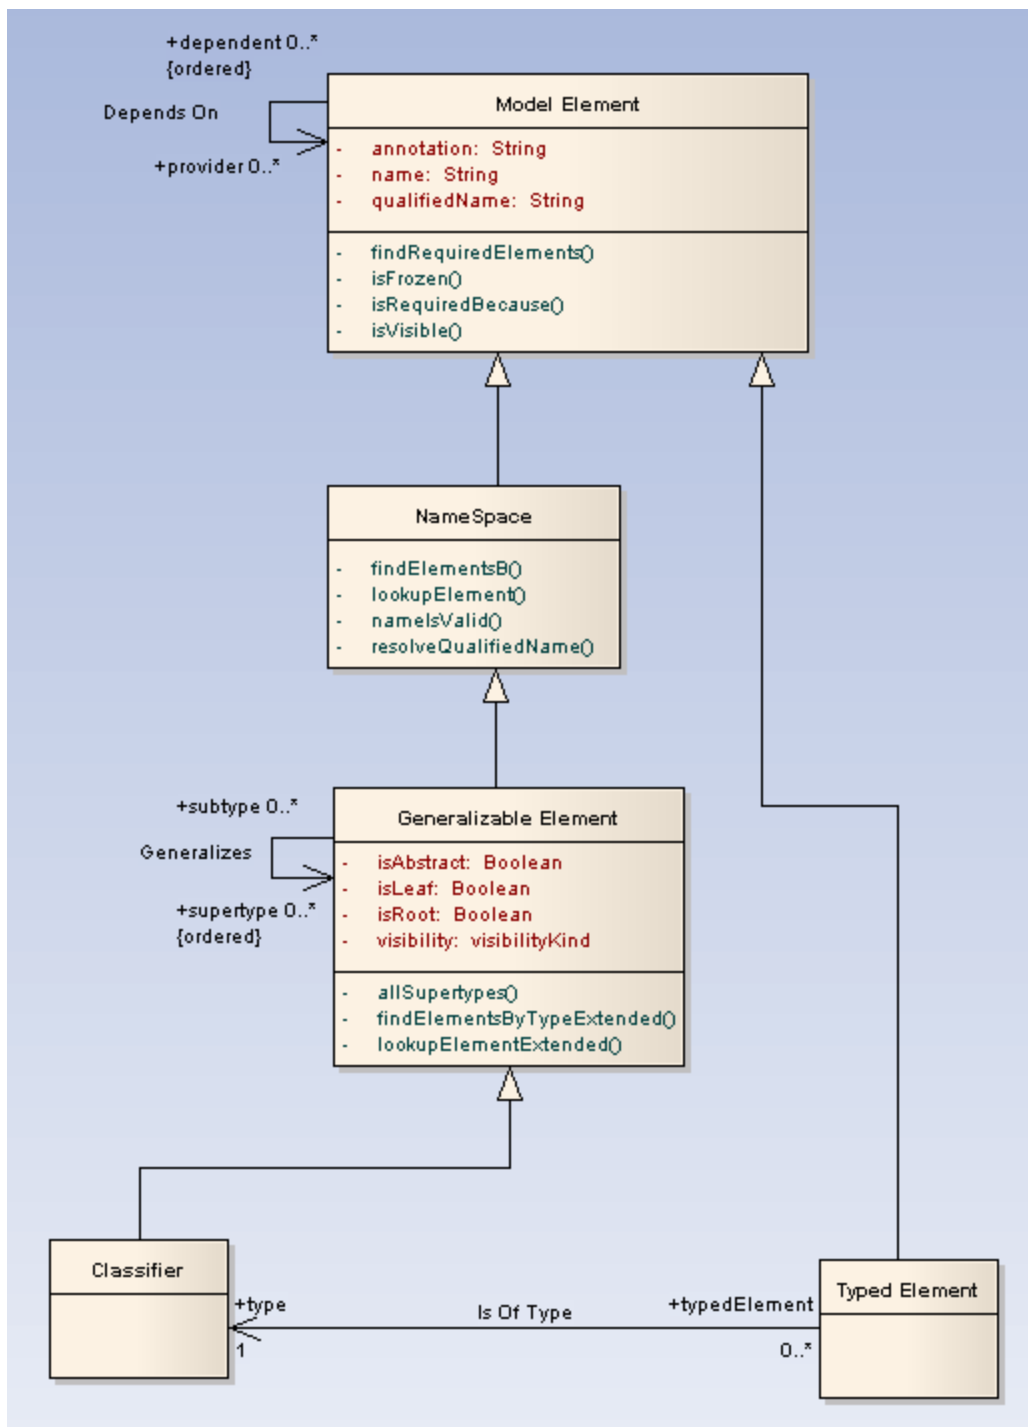 +dependent 0..*
{ordered}
Depends On
+provider 0..*
Model Element
- annotation: String
- name: String
- qualifiedName: String
- findRequiredElements()
- isFrozen()
- isRequiredBecause()
- isVisible()
NameSpace
- findElementsB()
- lookupElement()
- nameIsValid()
- resolveQualifiedName()
+subtype 0..*
Generalizes
+supertype 0..*
{ordered}
Generalizable Element
- isAbstract: Boolean
- isLeaf: Boolean
- isRoot: Boolean
- visibility: visibilityKind
- allSupertypes()
- findElementsByTypeExtended()
- lookupElementExtended()
Classifier
+type
1
Is Of Type
+typedElement
0..*
Typed Element